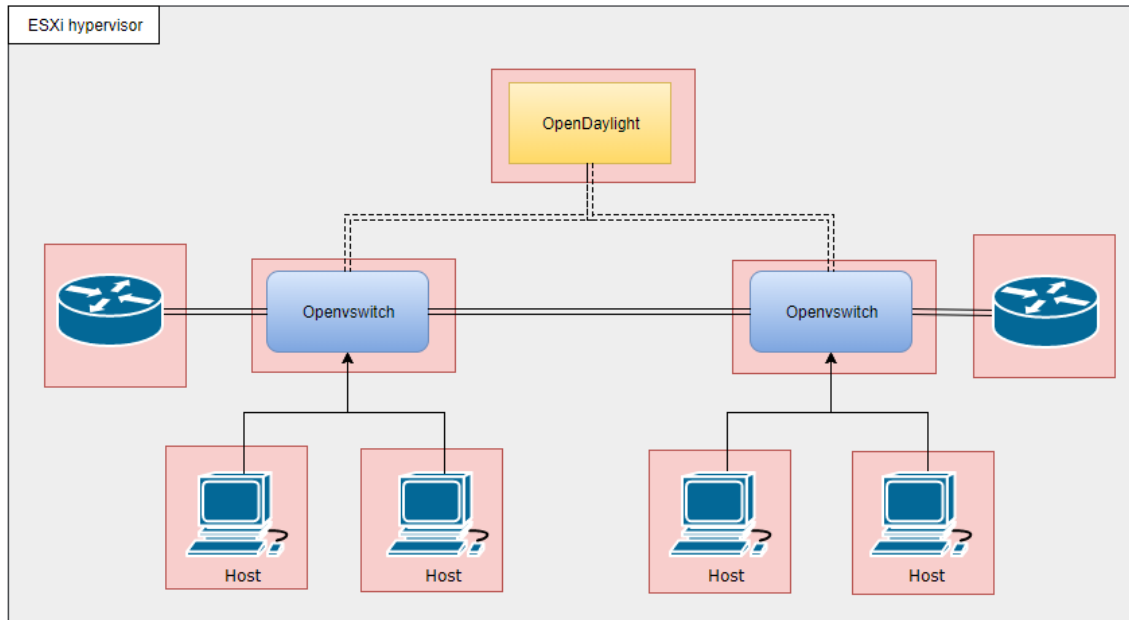 ESXi hypervisor
OpenDaylight
Openvswitch
Openvswitch
Host
Host
Host
Host